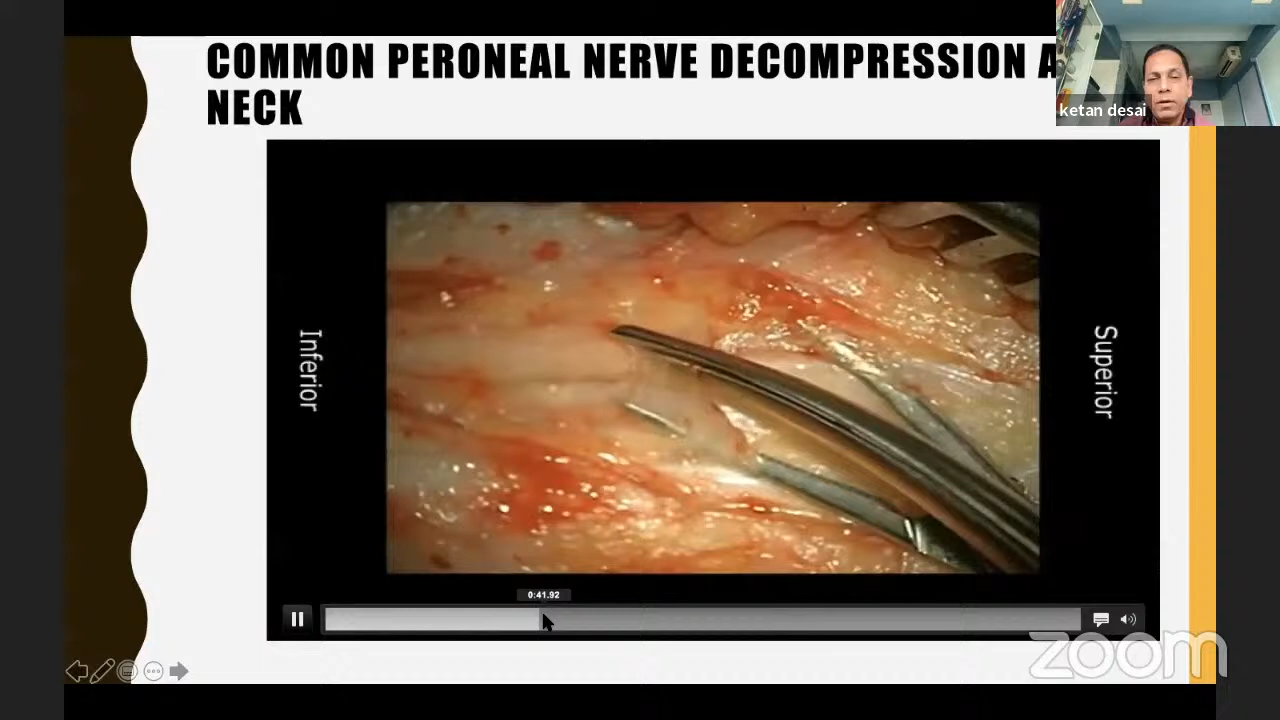 COMMON PERONEAL NERVE DECOMPRESSION A
NECK
ketan desai
Inferior
Superior
0:41.92
zoom